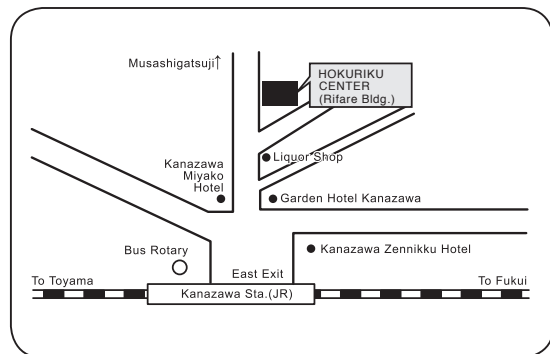 Musashigatsuji↑
HOKURIKU
CENTER
(Rifare Bldg.)
Liquor Shop
Kanazawa
Miyako
Hotel
Garden Hotel Kanazawa
Bus Rotary
Kanazawa Zennikku Hotel
East Exit
To Toyama
To Fukui
Kanazawa Sta.(JR)